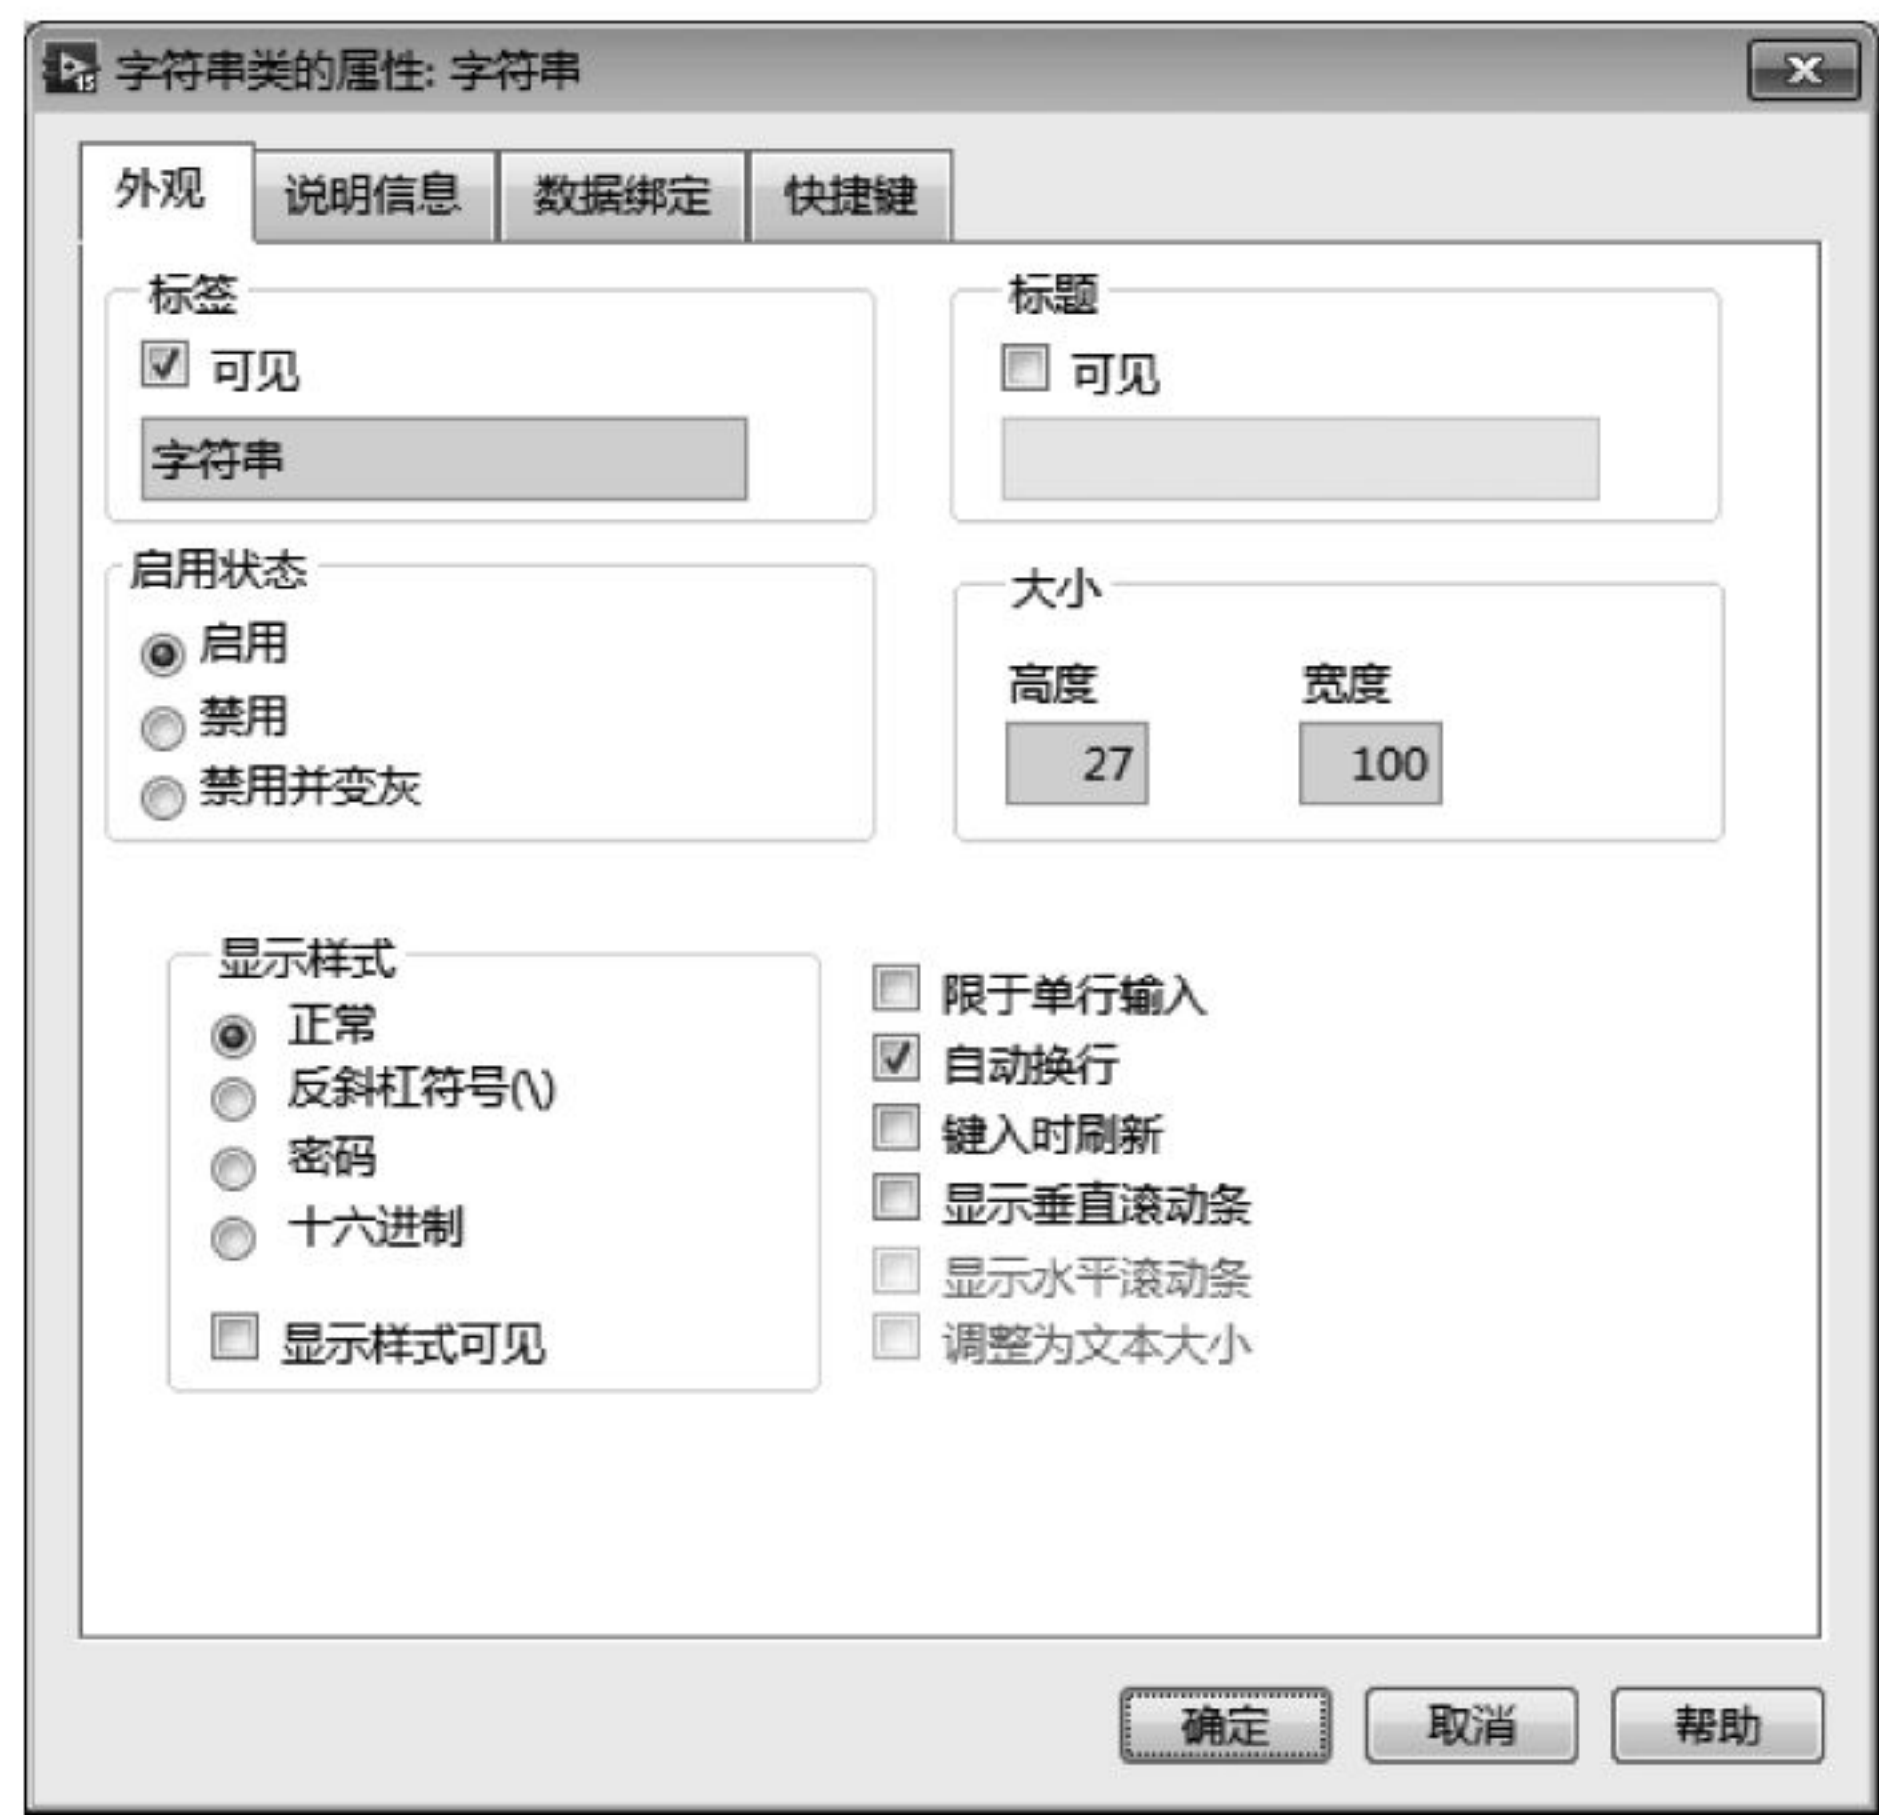 字符串类的属性: 字符串
外观 说明信息 数据绑定 快捷键
标签
可见
字符串
标题
可见
启用状态
启用
禁用
禁用并变灰
大小
高度 宽度
27 100
显示样式
正常
反斜杠符号(\)
密码
十六进制
显示样式可见
限于单行输入
自动换行
键入时刷新
显示垂直滚动条
显示水平滚动条
调整为文本大小
确定 取消 帮助